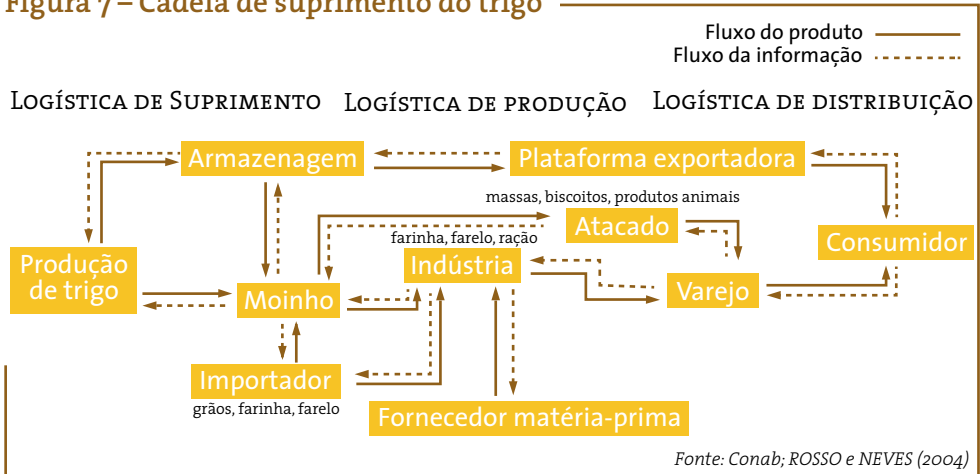 Figura 7 – Cadeia de suprimento do trigo
Fluxo do produto
Fluxo da informação
Logística de Suprimento
Logística de produção
Logística de distribuição
Armazenagem
Plataforma exportadora
massas, biscoitos, produtos animais
Atacado
farinha, farelo, ração
Consumidor
Produção
de trigo
Indústria
Moinho
Varejo
Importador
grãos, farinha, farelo
Fornecedor matéria-prima
Fonte: Conab; ROSSO e NEVES (2004)